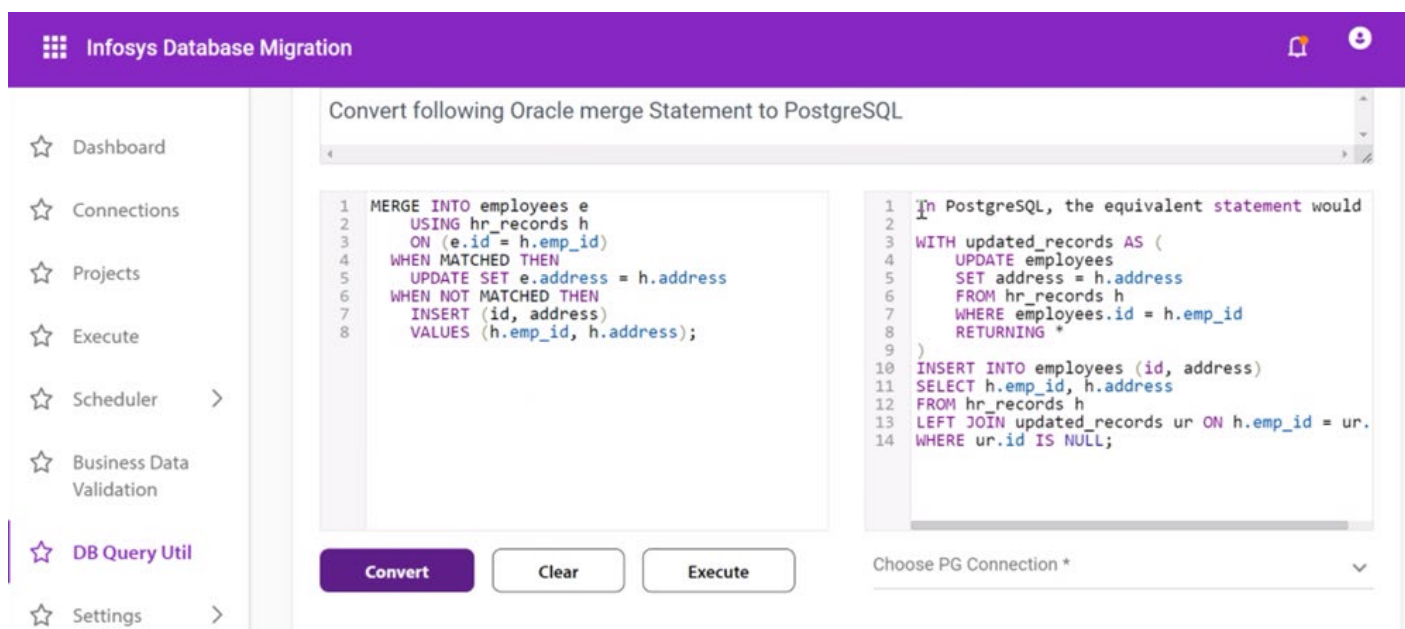 Infosys Database Migration
Dashboard
Connections
Projects
Execute
Scheduler
Business Data
Validation
DB Query Util
Settings
Convert following Oracle merge Statement to PostgreSQL
1 MERGE INTO employees e
2 USING hr_records h
3 ON (e.id = h.emp_id)
4 WHEN MATCHED THEN
5 UPDATE SET e.address = h.address
6 WHEN NOT MATCHED THEN
7 INSERT (id, address)
8 VALUES (h.emp_id, h.address);
1 In PostgreSQL, the equivalent statement would
2
3 WITH updated_records AS (
4 UPDATE employees
5 SET address = h.address
6 FROM hr_records h
7 WHERE employees.id = h.emp_id
8 RETURNING *
9 )
10 INSERT INTO employees (id, address)
11 SELECT h.emp_id, h.address
12 FROM hr_records h
13 LEFT JOIN updated_records ur ON h.emp_id = ur.
14 WHERE ur.id IS NULL;
Convert
Clear
Execute
Choose PG Connection *